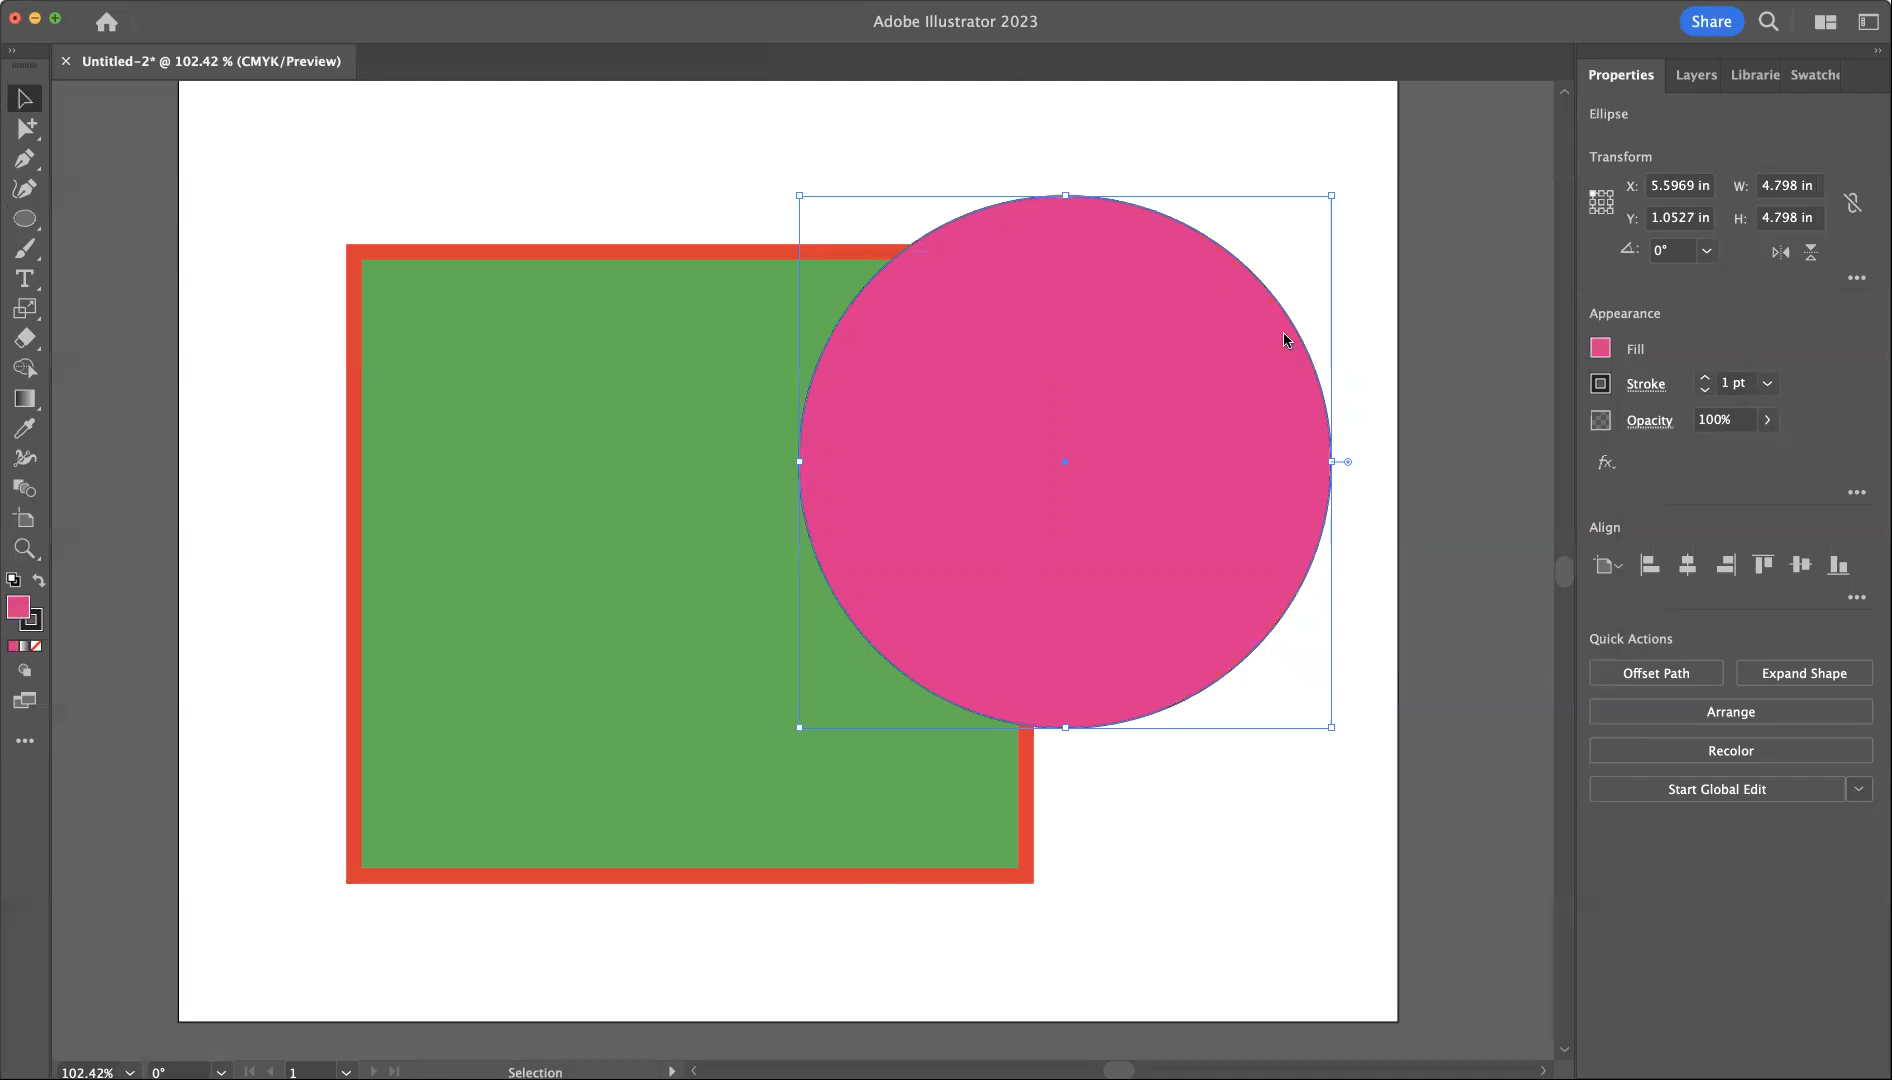 Adobe Illustrator 2023
Share
Untitled-2* @ 102.42 % (CMYK/Preview)
Properties
Layers
Librarie
Swatche
Ellipse
Transform
X: 5.5969 in W: 4.798 in
Y: 1.0527 in H: 4.798 in
0°
Appearance
Fill
Stroke 1 pt
Opacity 100%
fx
Align
Quick Actions
Offset Path
Expand Shape
Arrange
Recolor
Start Global Edit
102.42%
0°
1
Selection